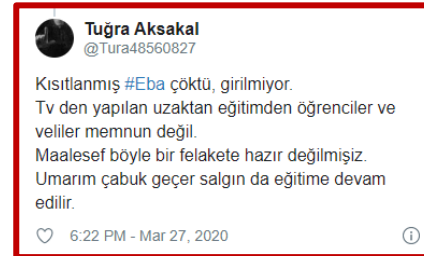 Tuğra Aksakal
@Tura48560827
Kısıtlanmış #Eba çöktü, girilmiyor.
Tv den yapılan uzaktan eğitimden öğrenciler ve
veliler memnun değil.
Maalesef böyle bir felakete hazır değilmişiz.
Umarım çabuk geçer salgın da eğitime devam
edilir.
6:22 PM - Mar 27, 2020